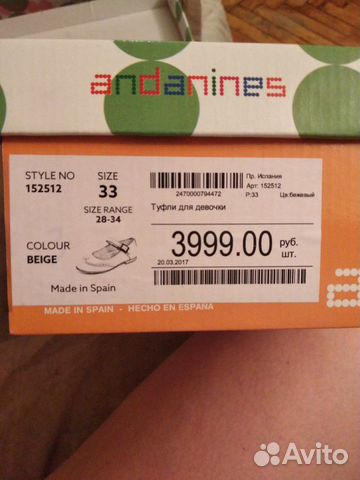 andanines
STYLE NO
152512
SIZE
33
SIZE RANGE
28-34
COLOUR
BEIGE
Made in Spain
2470000794472
Пр. Испания
Арт: 152512
Р:33 Цв:бежевый
Туфли для девочки
3999.00 руб.
шт.
20.03.2017
MADE IN SPAIN - HECHO EN ESPAÑA
Avito